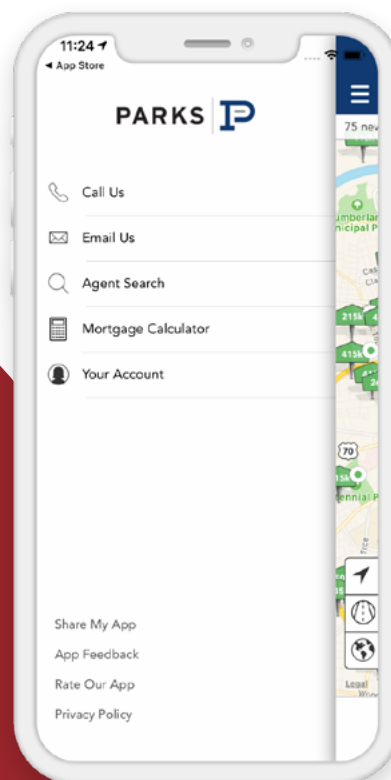 11:24
◀ App Store
PARKS P
75 new
Call Us
Email Us
Agent Search
Mortgage Calculator
215k
415k
Your Account
70
Share My App
App Feedback
Rate Our App
Privacy Policy
Legal